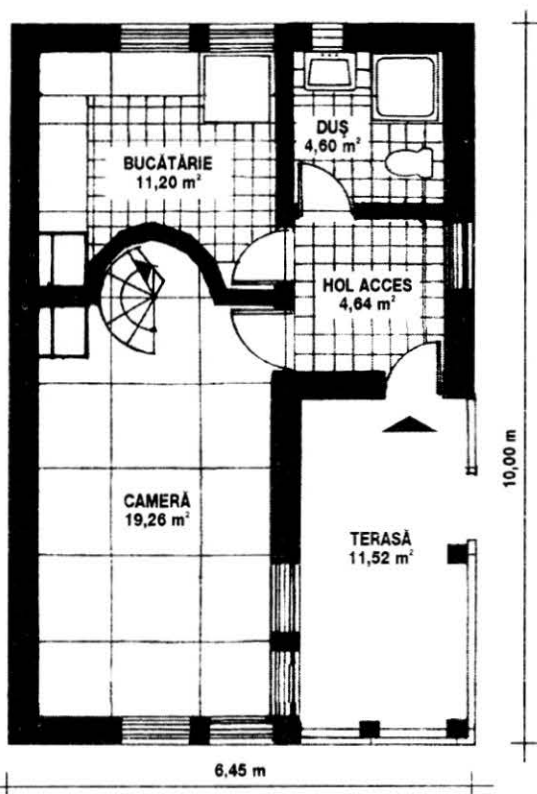 DUȘ
4,60 m²
BUCĂTĂRIE
11,20 m²
HOL ACCES
4,64 m²
CAMERĂ
19,26 m²
TERASĂ
11,52 m²
10,00 m
6,45 m